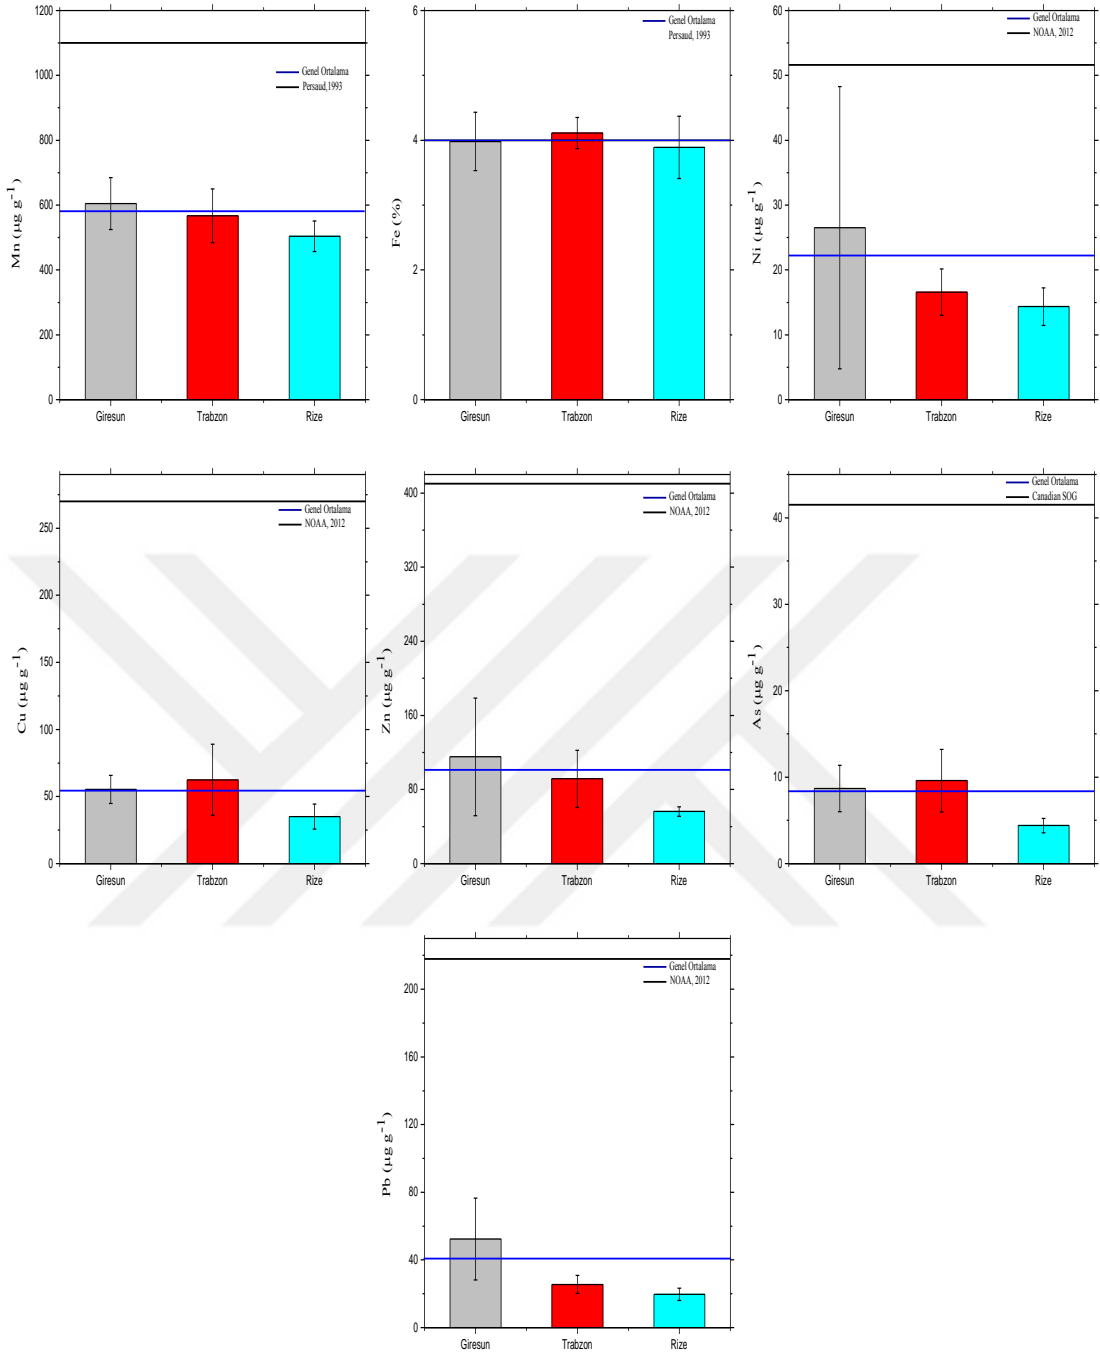 1200
1000
800
600
400
200
0
Mn (µg g⁻¹)
Genel Ortalama
Persaud,1993
Giresun Trabzon Rize
6
4
2
0
Fe (%)
Genel Ortalama
Persaud, 1993
Giresun Trabzon Rize
60
50
40
30
20
10
0
Ni (µg g⁻¹)
Genel Ortalama
NOAA, 2012
Giresun Trabzon Rize
250
200
150
100
50
0
Cu (µg g⁻¹)
Genel Ortalama
NOAA, 2012
Giresun Trabzon Rize
400
320
240
160
80
0
Zn (µg g⁻¹)
Genel Ortalama
NOAA, 2012
Giresun Trabzon Rize
40
30
20
10
0
As (µg g⁻¹)
Genel Ortalama
Canadian SOG
Giresun Trabzon Rize
200
160
120
80
40
0
Pb (µg g⁻¹)
Genel Ortalama
NOAA, 2012
Giresun Trabzon Rize